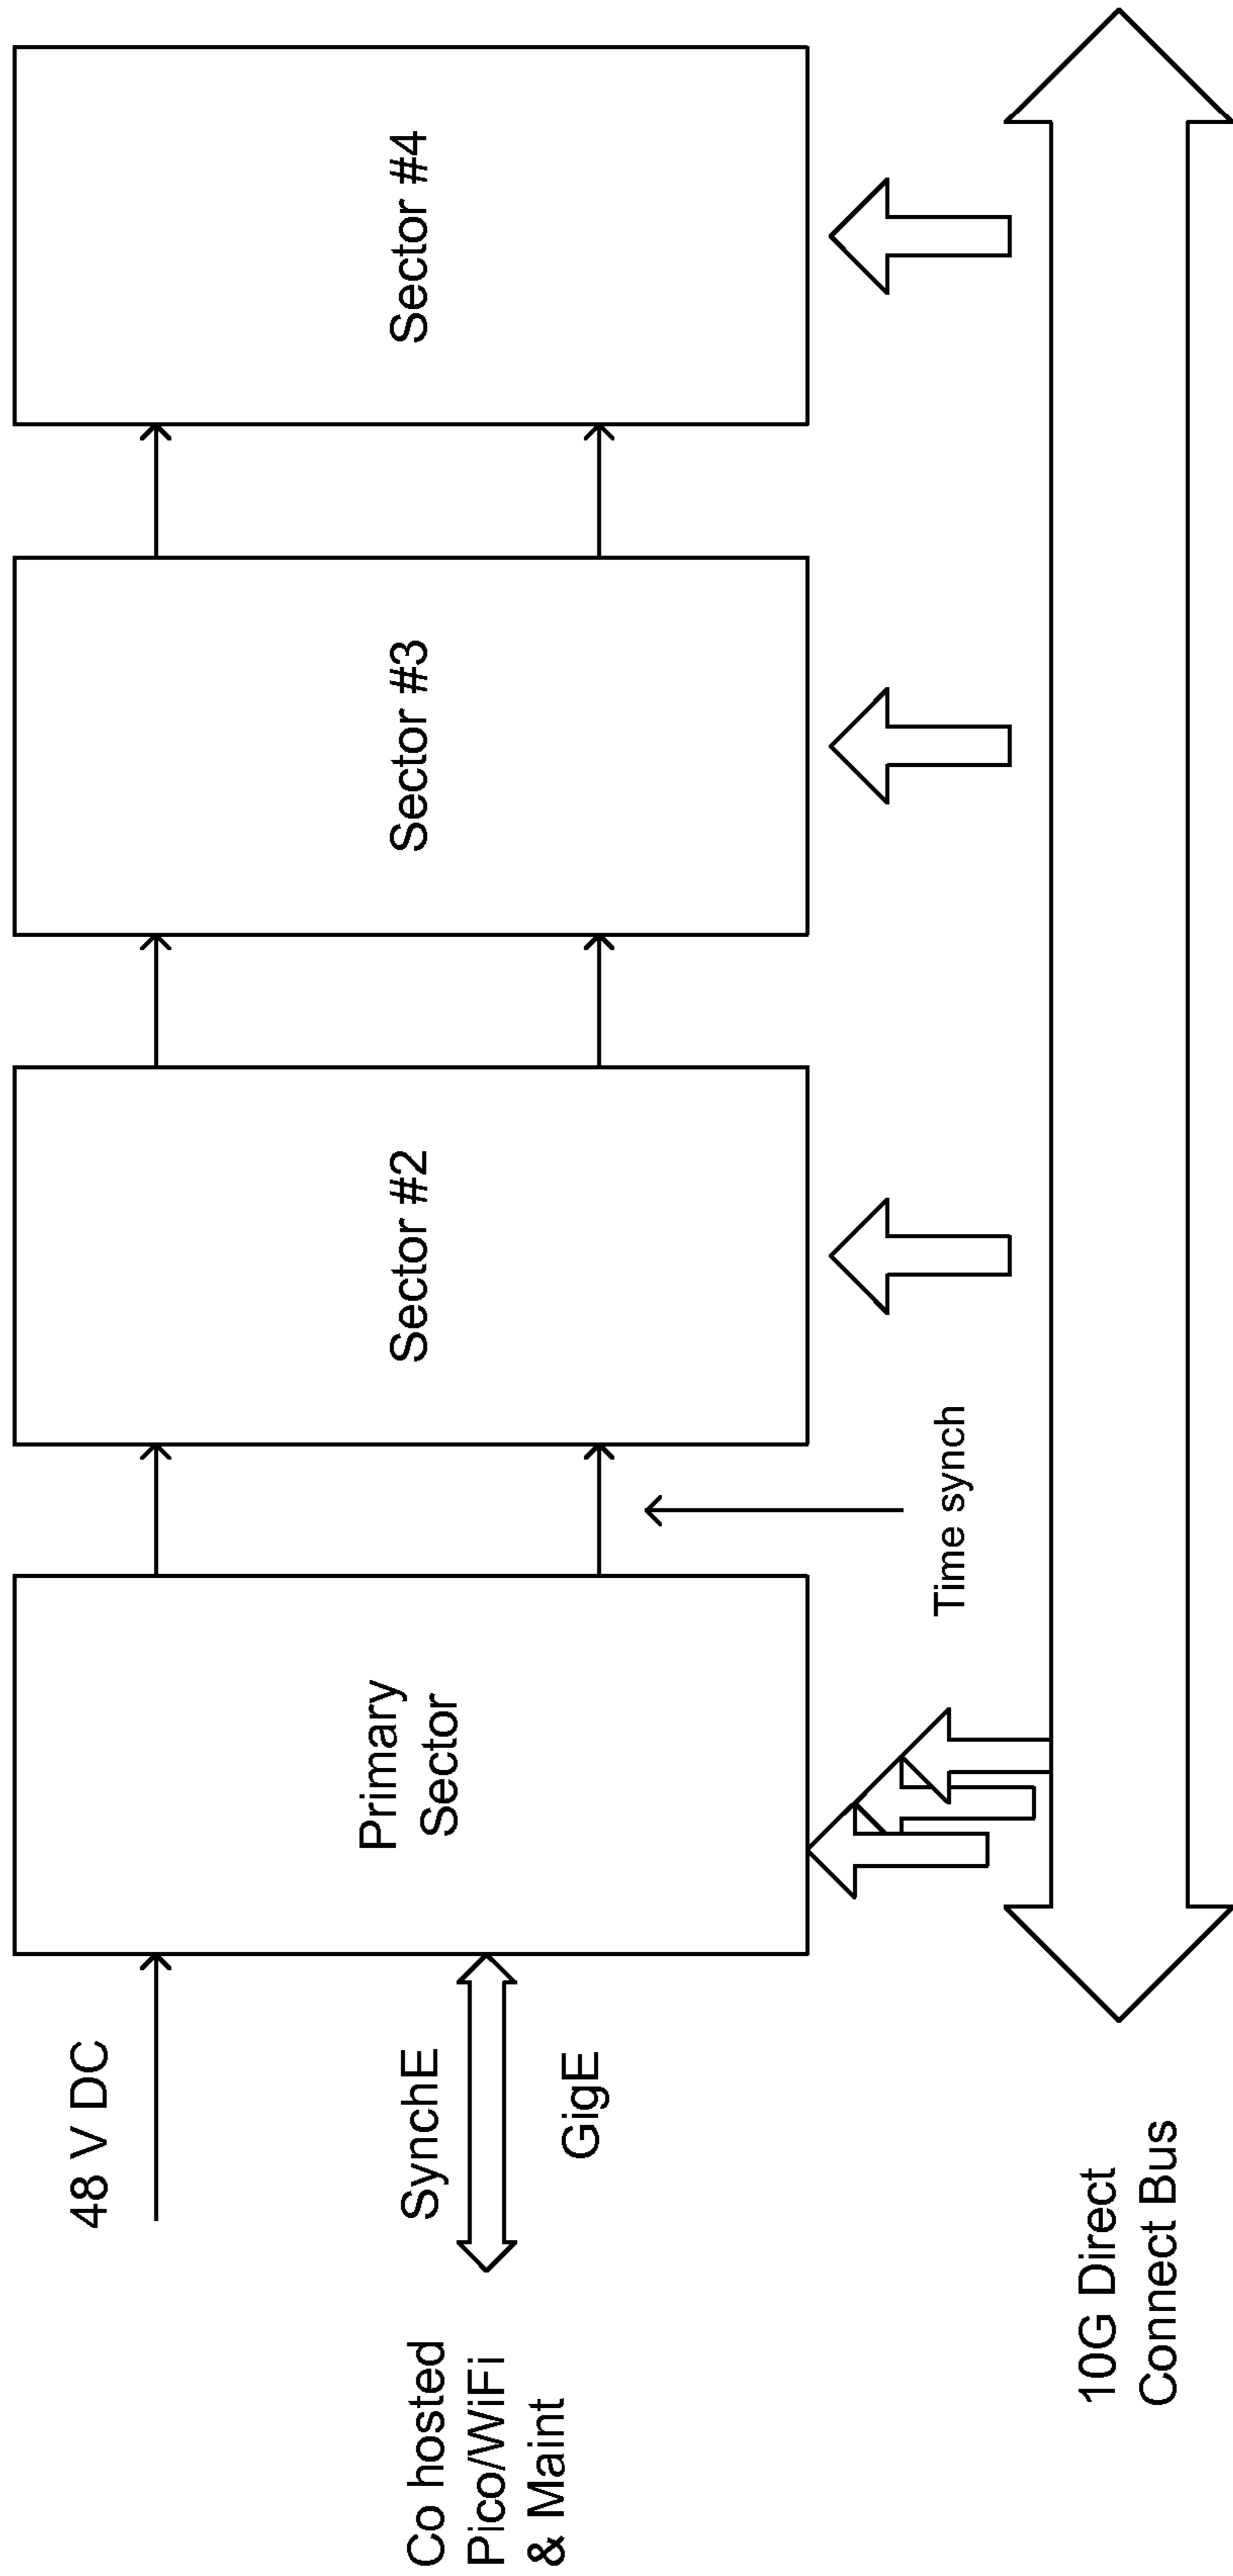 48 V DC
Co hosted
Pico/WiFi
& Maint
SynchE
GigE
Primary
Sector
Sector #2
Sector #3
Sector #4
Time synch
10G Direct
Connect Bus